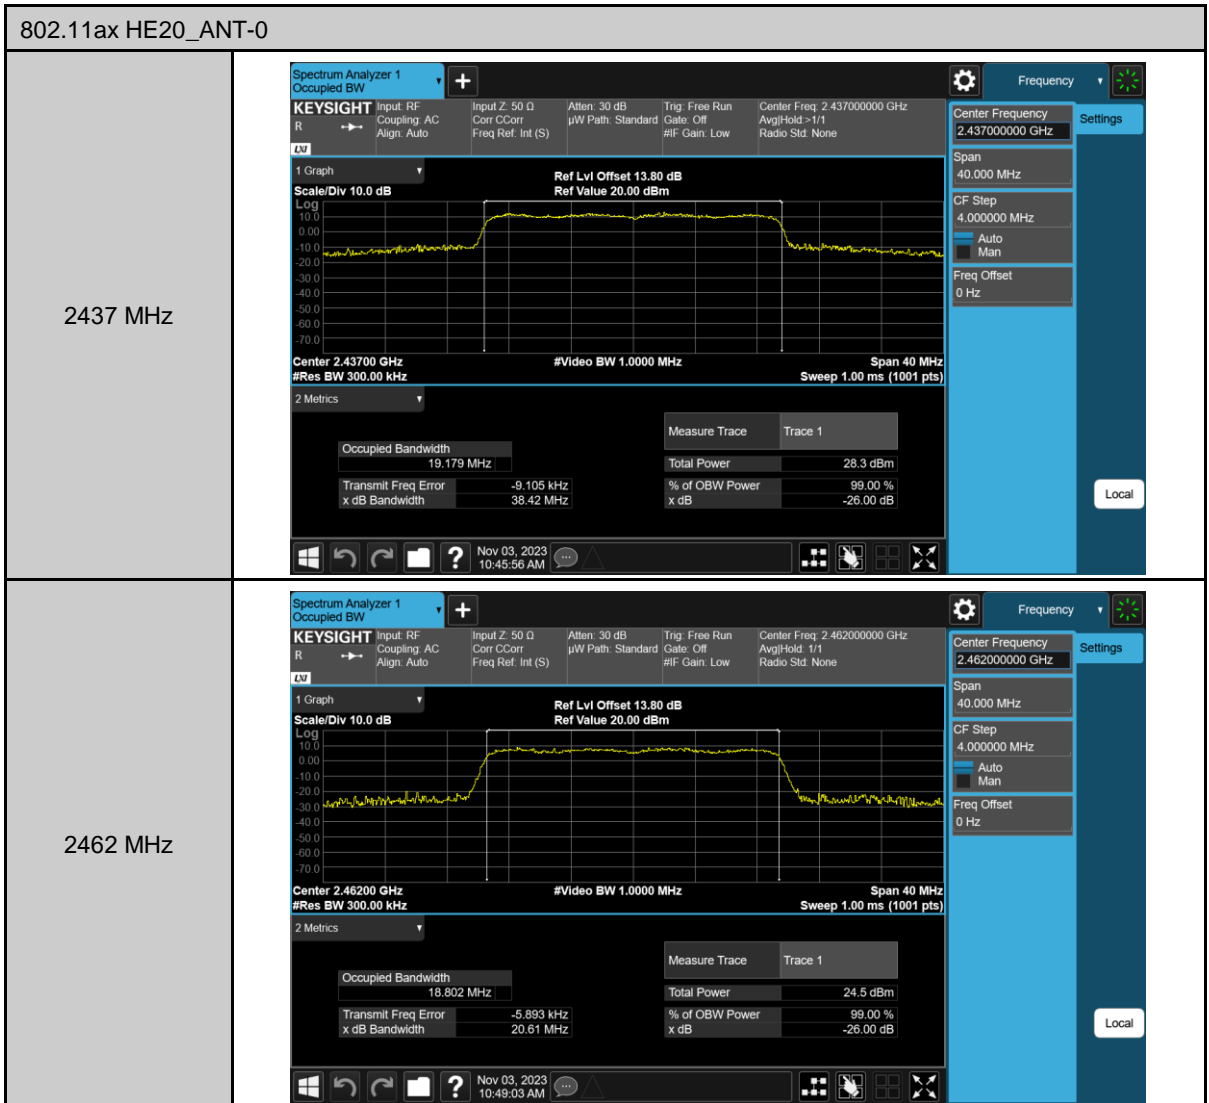 802.11ax HE20_ANT-0
2437 MHz
Spectrum Analyzer 1
Occupied BW
Frequency
KEYSIGHT
R
LXI
Input: RF
Coupling: AC
Align: Auto
Input Z: 50 Ω
Corr CCorr
Freq Ref: Int (S)
Atten: 30 dB
µW Path: Standard
Trig: Free Run
Gate: Off
#IF Gain: Low
Center Freq: 2.437000000 GHz
Avg|Hold:>1/1
Radio Std: None
Center Frequency
2.437000000 GHz
Settings
Span
40.000 MHz
CF Step
4.000000 MHz
Auto
Man
Freq Offset
0 Hz
Local
1 Graph
Scale/Div 10.0 dB
Ref Lvl Offset 13.80 dB
Ref Value 20.00 dBm
Log
10.0
0.00
-10.0
-20.0
-30.0
-40.0
-50.0
-60.0
-70.0
Center 2.43700 GHz
#Res BW 300.00 kHz
#Video BW 1.0000 MHz
Span 40 MHz
Sweep 1.00 ms (1001 pts)
2 Metrics
Measure Trace Trace 1
Occupied Bandwidth
19.179 MHz
Total Power 28.3 dBm
Transmit Freq Error -9.105 kHz
% of OBW Power 99.00 %
x dB Bandwidth 38.42 MHz
x dB -26.00 dB
?
Nov 03, 2023
10:45:56 AM
2462 MHz
Spectrum Analyzer 1
Occupied BW
Frequency
KEYSIGHT
R
LXI
Input: RF
Coupling: AC
Align: Auto
Input Z: 50 Ω
Corr CCorr
Freq Ref: Int (S)
Atten: 30 dB
µW Path: Standard
Trig: Free Run
Gate: Off
#IF Gain: Low
Center Freq: 2.462000000 GHz
Avg|Hold: 1/1
Radio Std: None
Center Frequency
2.462000000 GHz
Settings
Span
40.000 MHz
CF Step
4.000000 MHz
Auto
Man
Freq Offset
0 Hz
Local
1 Graph
Scale/Div 10.0 dB
Ref Lvl Offset 13.80 dB
Ref Value 20.00 dBm
Log
10.0
0.00
-10.0
-20.0
-30.0
-40.0
-50.0
-60.0
-70.0
Center 2.46200 GHz
#Res BW 300.00 kHz
#Video BW 1.0000 MHz
Span 40 MHz
Sweep 1.00 ms (1001 pts)
2 Metrics
Measure Trace Trace 1
Occupied Bandwidth
18.802 MHz
Total Power 24.5 dBm
Transmit Freq Error -5.893 kHz
% of OBW Power 99.00 %
x dB Bandwidth 20.61 MHz
x dB -26.00 dB
?
Nov 03, 2023
10:49:03 AM